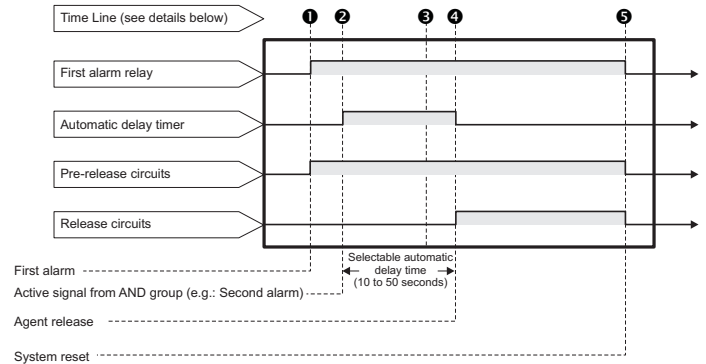 Time Line (see details below)
❶ ❷ ❸ ❹ ❺
First alarm relay
Automatic delay timer
Pre-release circuits
Release circuits
Selectable automatic
delay time
(10 to 50 seconds)
First alarm
Active signal from AND group (e.g.: Second alarm)
Agent release
System reset